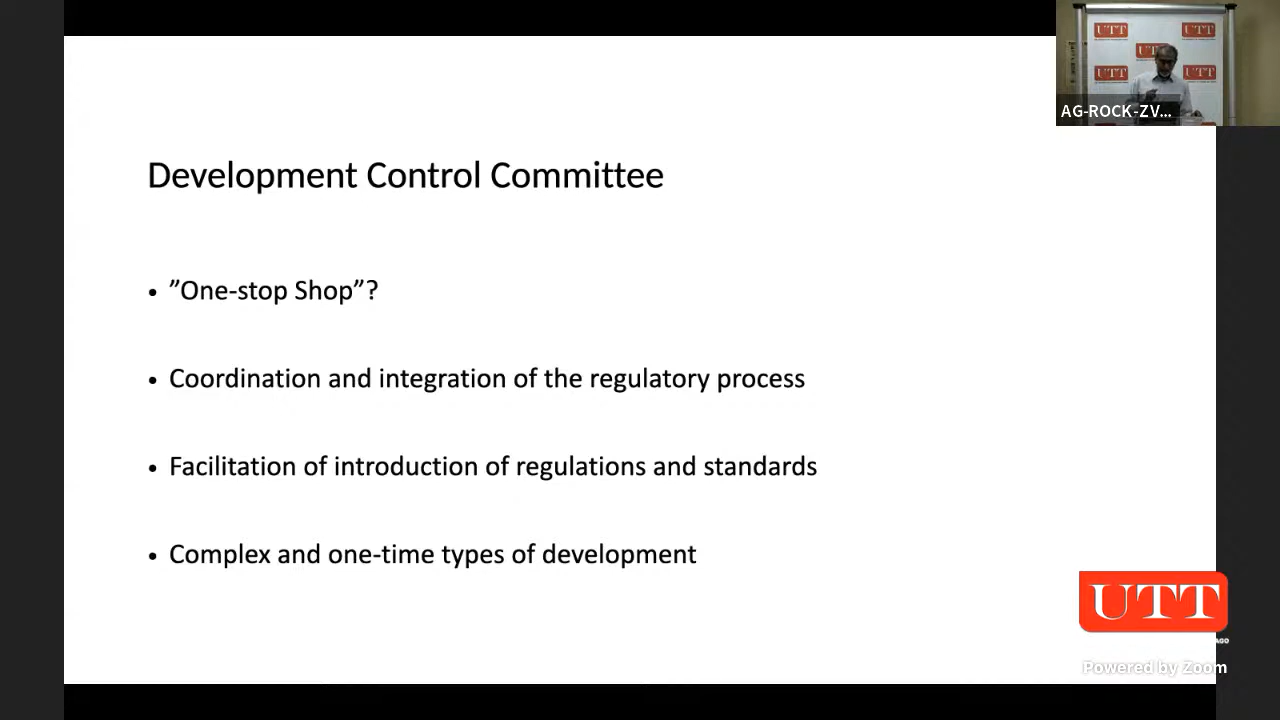 UTT
UTT
UTT
UTT
UTT
AG-ROCK-ZV...
Development Control Committee
• ”One-stop Shop”?
• Coordination and integration of the regulatory process
• Facilitation of introduction of regulations and standards
• Complex and one-time types of development
UTT
AGO
Powered by Zoom